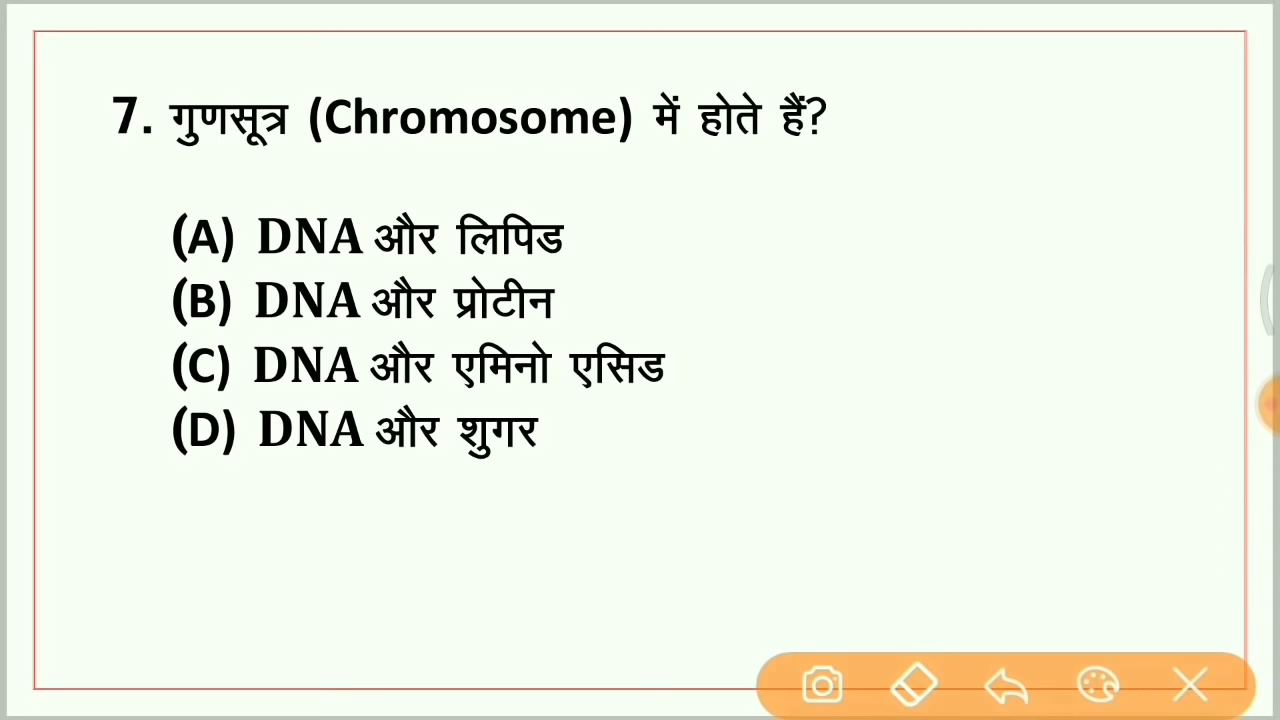 7. गुणसूत्र (Chromosome) में होते हैं?
(A) DNA और लिपिड
(B) DNA और प्रोटीन
(C) DNA और एमिनो एसिड
(D) DNA और शुगर